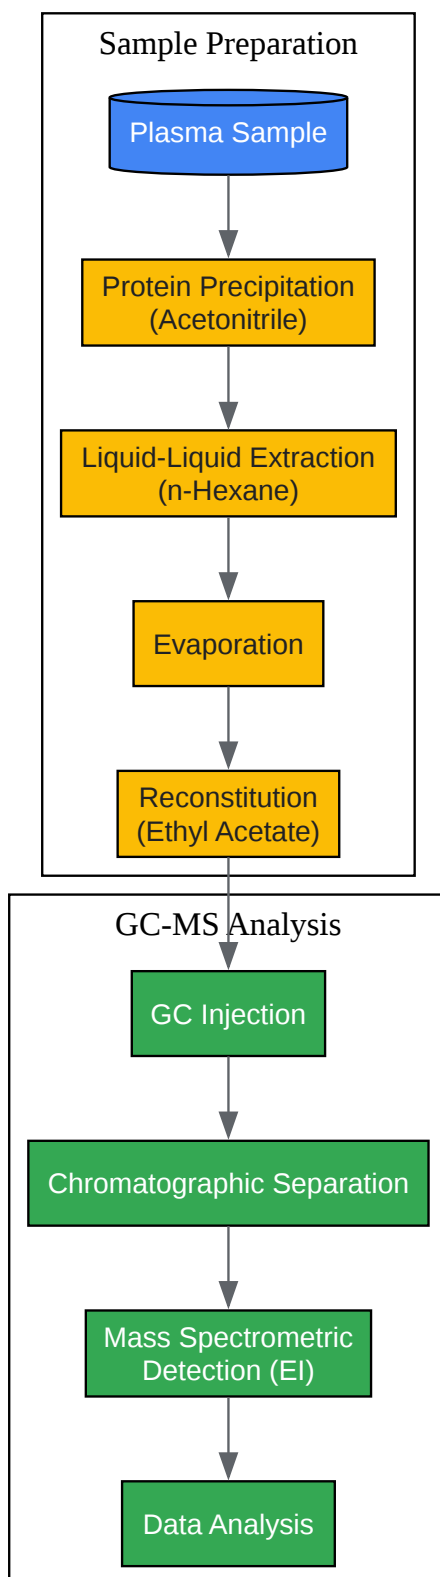 Sample Preparation
Plasma Sample
Protein Precipitation
(Acetonitrile)
Liquid-Liquid Extraction
(n-Hexane)
Evaporation
Reconstitution
(Ethyl Acetate)
GC-MS Analysis
GC Injection
Chromatographic Separation
Mass Spectrometric
Detection (EI)
Data Analysis